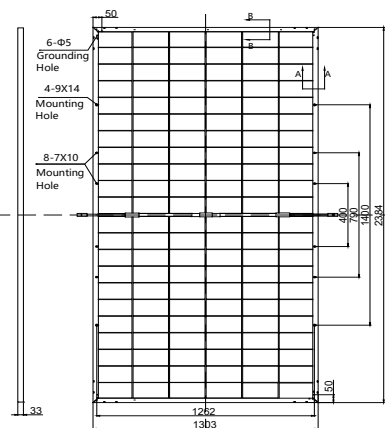 50
B
6-Φ5
Grounding
Hole
B
A
A
4-9X14
Mounting
Hole
8-7X10
Mounting
Hole
400
790
1400
2384
50
33
1262
1303